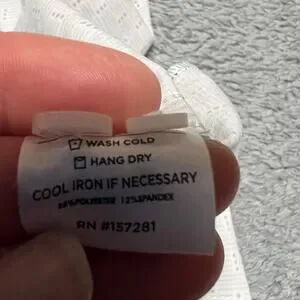 WASH COLD
HANG DRY
COOL IRON IF NECESSARY
88%POLYESTER 12%SPANDEX
RN #157281